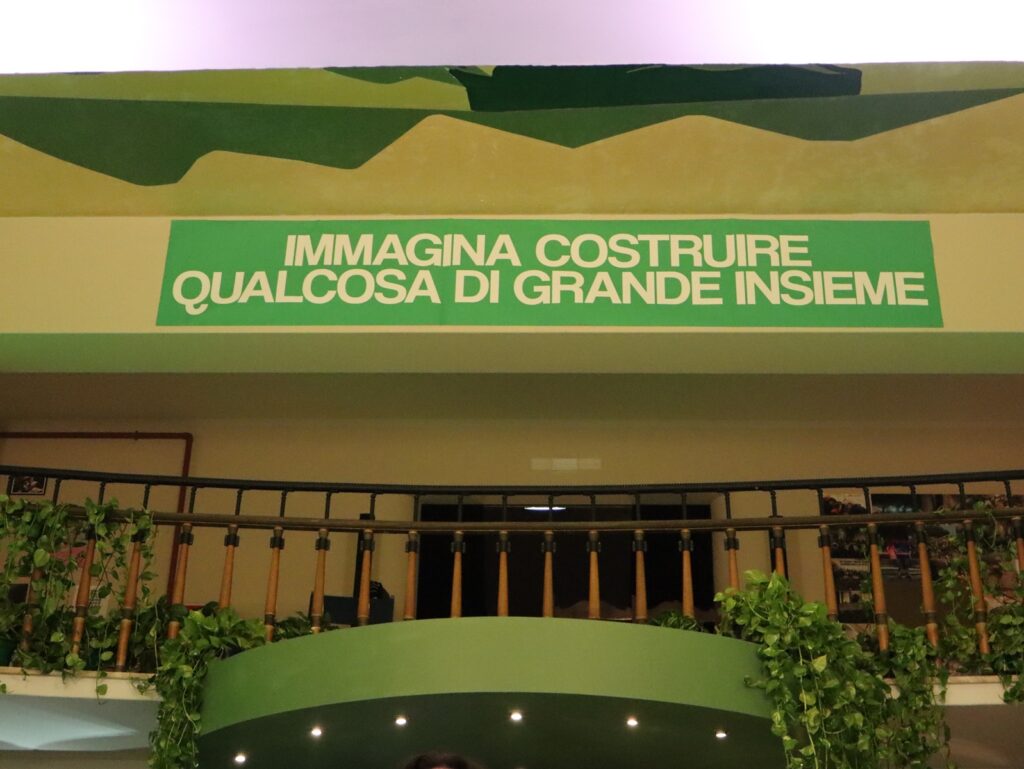 IMMAGINA COSTRUIRE
QUALCOSA DI GRANDE INSIEME